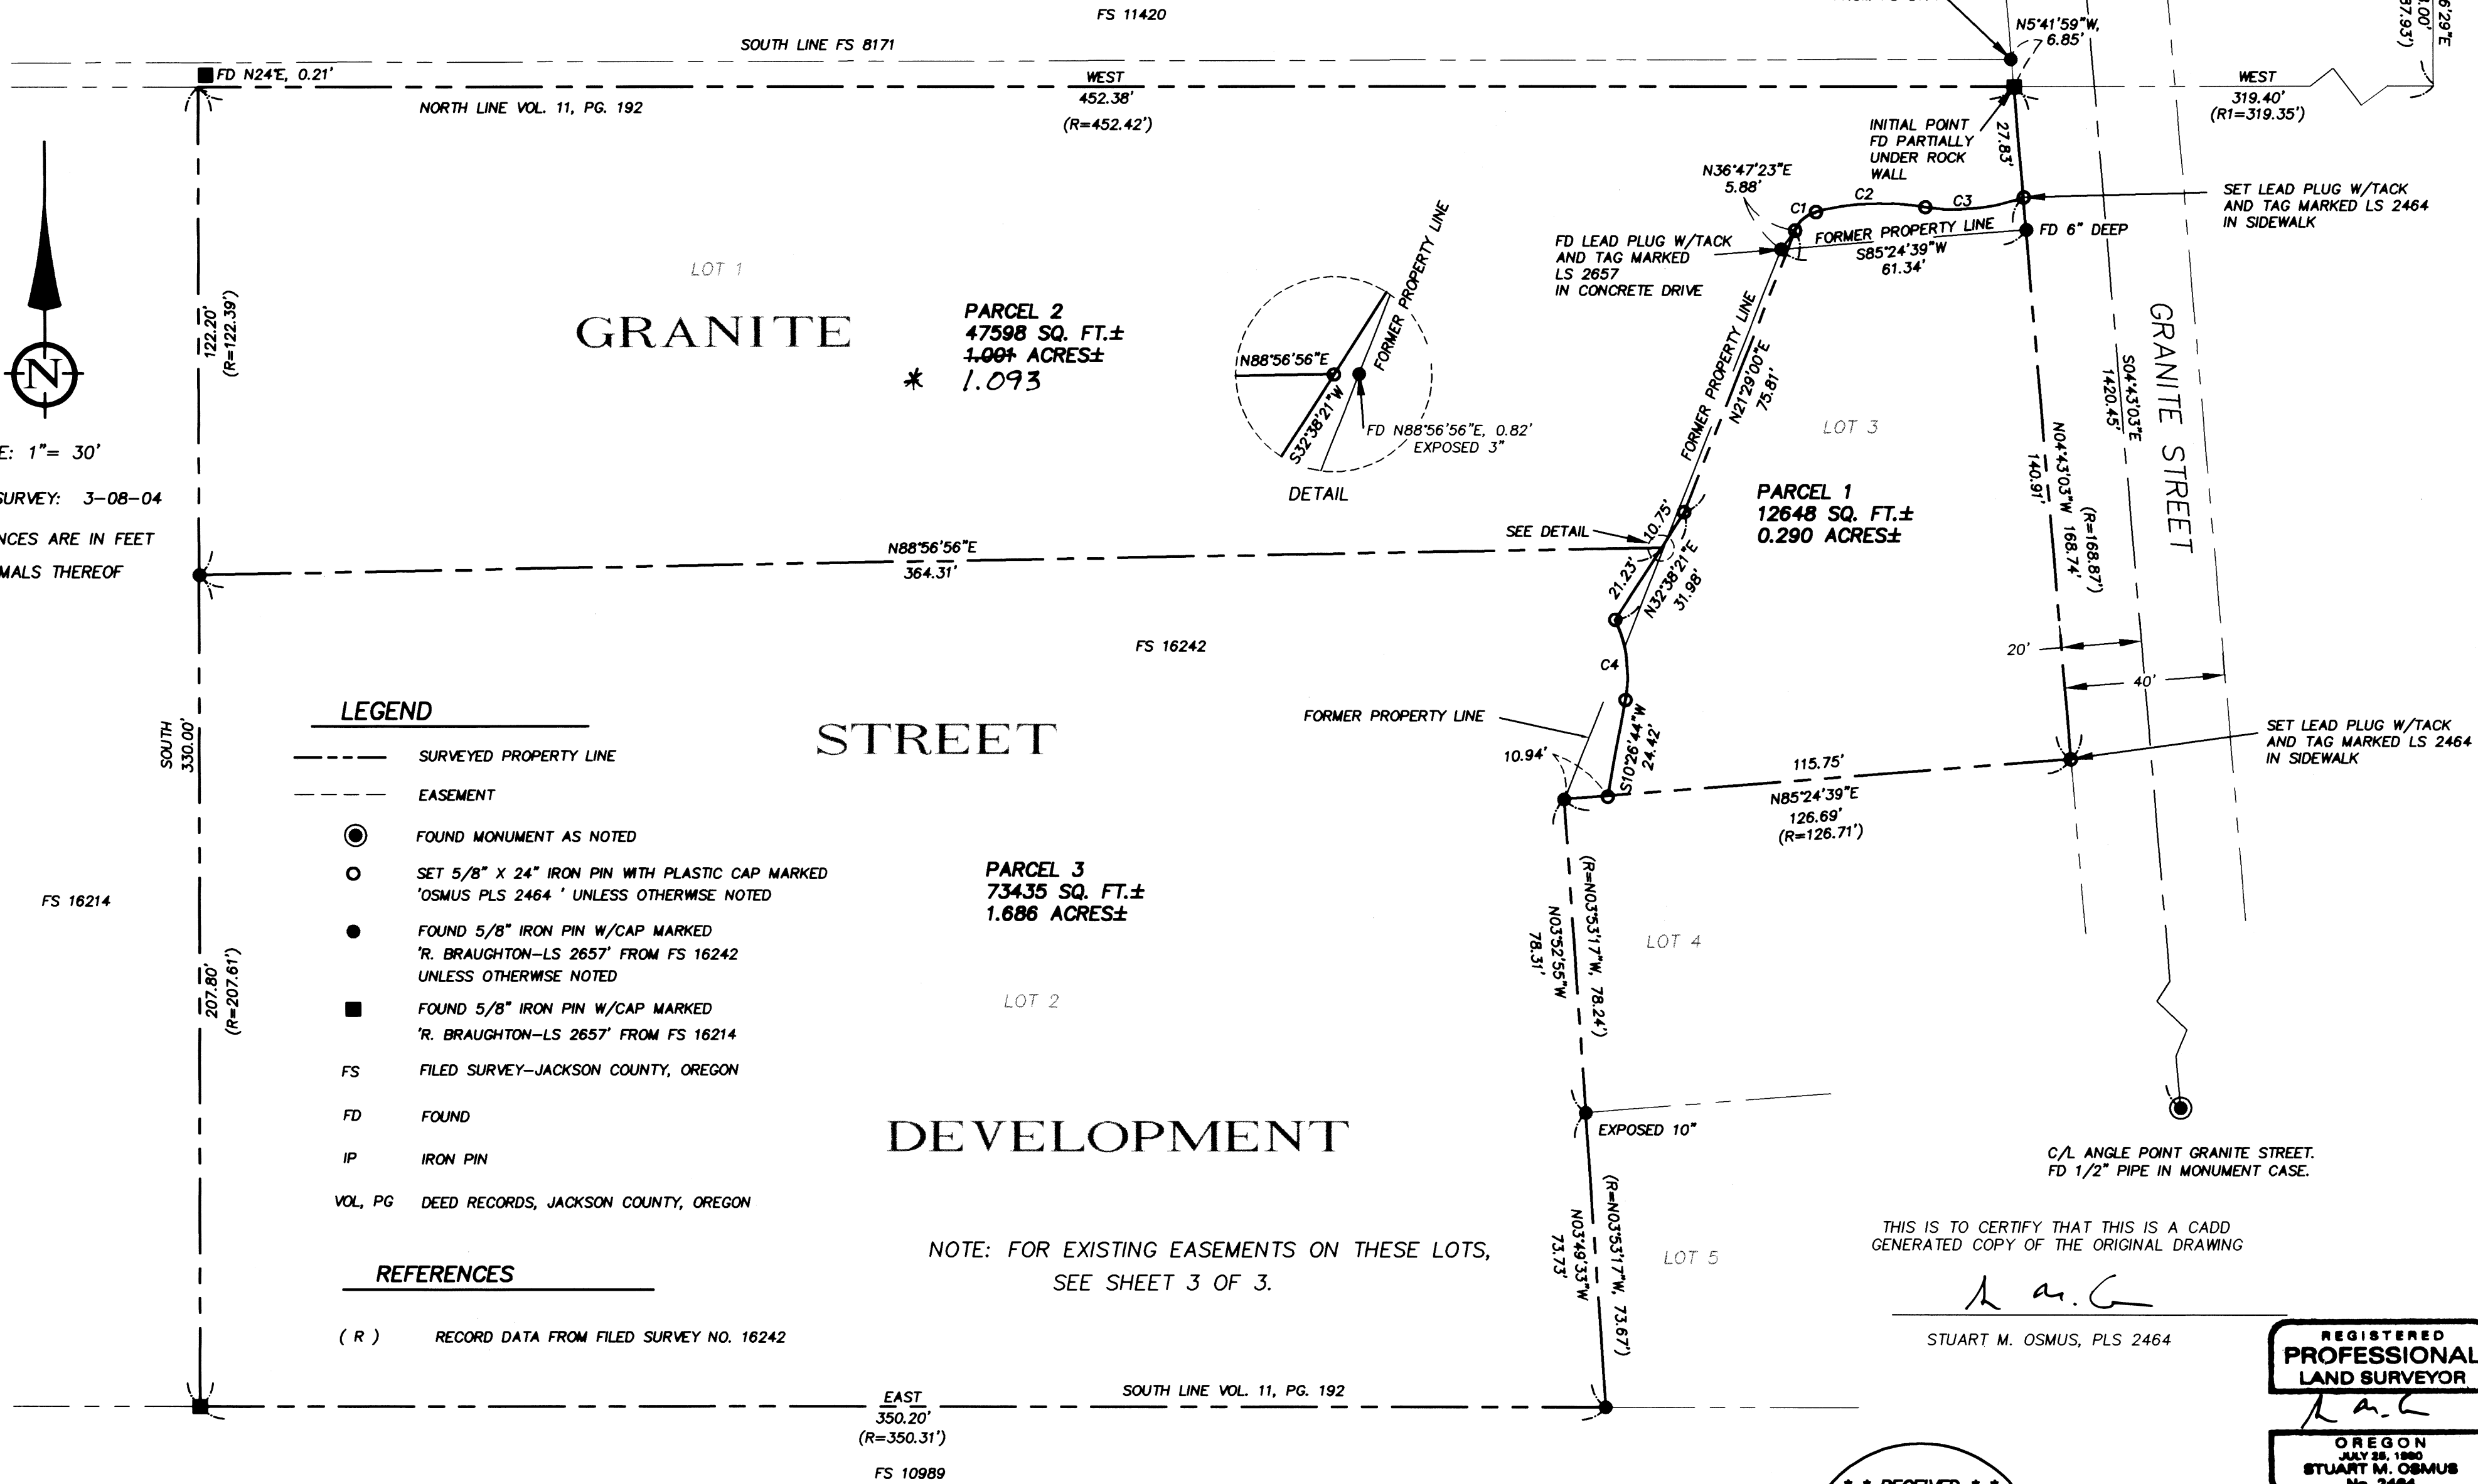 FS 11420
SOUTH LINE FS 8171
N5°41'59"W,
6.85'
6'29"E
.00'
87.93')
FD N24°E, 0.21'
WEST
452.38'
(R=452.42')
NORTH LINE VOL. 11, PG. 192
WEST
319.40'
(R1=319.35')
INITIAL POINT
FD PARTIALLY
UNDER ROCK
WALL
27.83'
N36°47'23"E
5.88'
C1
C2
C3
SET LEAD PLUG W/TACK
AND TAG MARKED LS 2464
IN SIDEWALK
FORMER PROPERTY LINE
S85°24'39"W
61.34'
FD 6" DEEP
FD LEAD PLUG W/TACK
AND TAG MARKED
LS 2657
IN CONCRETE DRIVE
LOT 1
GRANITE
PARCEL 2
47598 SQ. FT.±
1.001 ACRES±
* 1.093
122.20'
(R=122.39')
N
E: 1"= 30'
SURVEY: 3-08-04
NCES ARE IN FEET
MALS THEREOF
N88°56'56"E
S32°38'21"W
FORMER PROPERTY LINE
FD N88°56'56"E, 0.82'
EXPOSED 3"
DETAIL
FORMER PROPERTY LINE
N21°29'00"E
75.81'
LOT 3
PARCEL 1
12648 SQ. FT.±
0.290 ACRES±
GRANITE STREET
S04°43'03"E
1420.45'
N04°43'03"W 168.74'
140.91'
(R=168.87')
SEE DETAIL
10.75'
21.23'
N32°38'21"E
31.98'
N88°56'56"E
364.31'
FS 16242
C4
20'
40'
FORMER PROPERTY LINE
10.94'
S10°26'44"W
24.42'
115.75'
N85°24'39"E
126.69'
(R=126.71')
SET LEAD PLUG W/TACK
AND TAG MARKED LS 2464
IN SIDEWALK
SOUTH
330.00'
STREET
LEGEND
SURVEYED PROPERTY LINE
EASEMENT
FOUND MONUMENT AS NOTED
SET 5/8" X 24" IRON PIN WITH PLASTIC CAP MARKED
'OSMUS PLS 2464 ' UNLESS OTHERWISE NOTED
FOUND 5/8" IRON PIN W/CAP MARKED
'R. BRAUGHTON-LS 2657' FROM FS 16242
UNLESS OTHERWISE NOTED
FOUND 5/8" IRON PIN W/CAP MARKED
'R. BRAUGHTON-LS 2657' FROM FS 16214
FS FILED SURVEY-JACKSON COUNTY, OREGON
FD FOUND
IP IRON PIN
VOL, PG DEED RECORDS, JACKSON COUNTY, OREGON
FS 16214
207.80'
(R=207.61')
PARCEL 3
73435 SQ. FT.±
1.686 ACRES±
LOT 2
(R=N03°53'17"W, 78.24')
N03°52'55"W
78.31'
LOT 4
DEVELOPMENT
EXPOSED 10"
C/L ANGLE POINT GRANITE STREET.
FD 1/2" PIPE IN MONUMENT CASE.
(R=N03°53'17"W, 73.67')
N03°49'33"W
73.73'
LOT 5
NOTE: FOR EXISTING EASEMENTS ON THESE LOTS,
SEE SHEET 3 OF 3.
THIS IS TO CERTIFY THAT THIS IS A CADD
GENERATED COPY OF THE ORIGINAL DRAWING
STUART M. OSMUS, PLS 2464
REFERENCES
( R ) RECORD DATA FROM FILED SURVEY NO. 16242
EAST
350.20'
(R=350.31')
SOUTH LINE VOL. 11, PG. 192
FS 10989
REGISTERED
PROFESSIONAL
LAND SURVEYOR
OREGON
JULY 25, 1990
STUART M. OSMUS
No. 2464
* * RECEIVED * *